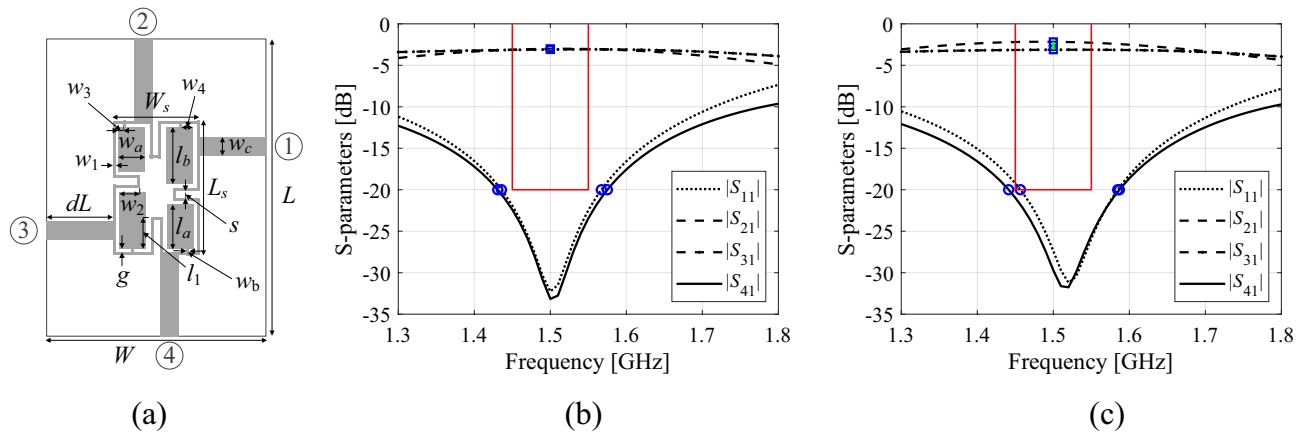 ②
w₃ Wₛ w₄
wₐ
w₁ l_b w_c ①
Lₛ L
dL w₂
③ lₐ s
g l₁ w_b
W ④
(a)
S-parameters [dB]
0
-5
-10
-15
-20
-25
-30
-35
|S₁₁|
|S₂₁|
|S₃₁|
|S₄₁|
1.3 1.4 1.5 1.6 1.7 1.8
Frequency [GHz]
(b)
S-parameters [dB]
0
-5
-10
-15
-20
-25
-30
-35
|S₁₁|
|S₂₁|
|S₃₁|
|S₄₁|
1.3 1.4 1.5 1.6 1.7 1.8
Frequency [GHz]
(c)